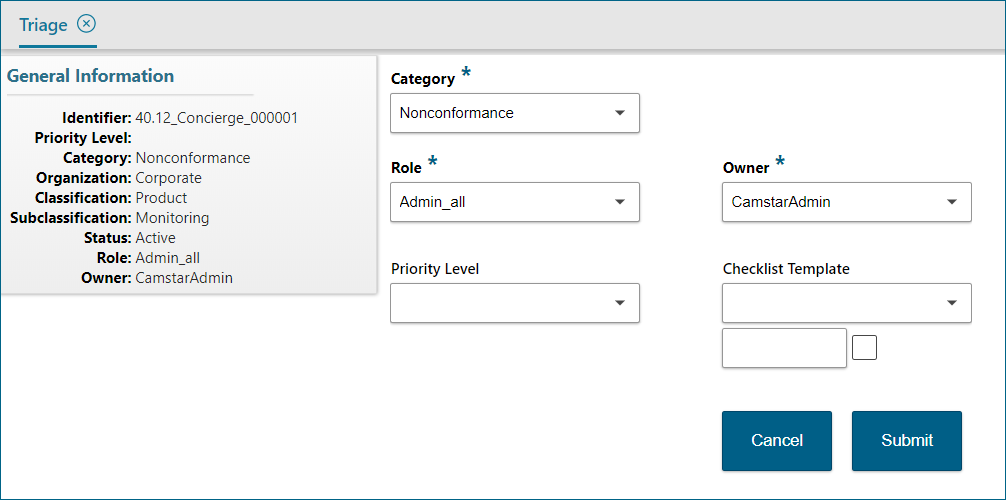 Triage
General Information
Identifier: 40.12_Concierge_000001
Priority Level:
Category: Nonconformance
Organization: Corporate
Classification: Product
Subclassification: Monitoring
Status: Active
Role: Admin_all
Owner: CamstarAdmin
Category *
Nonconformance
Role *
Admin_all
Owner *
CamstarAdmin
Priority Level
Checklist Template
Cancel
Submit